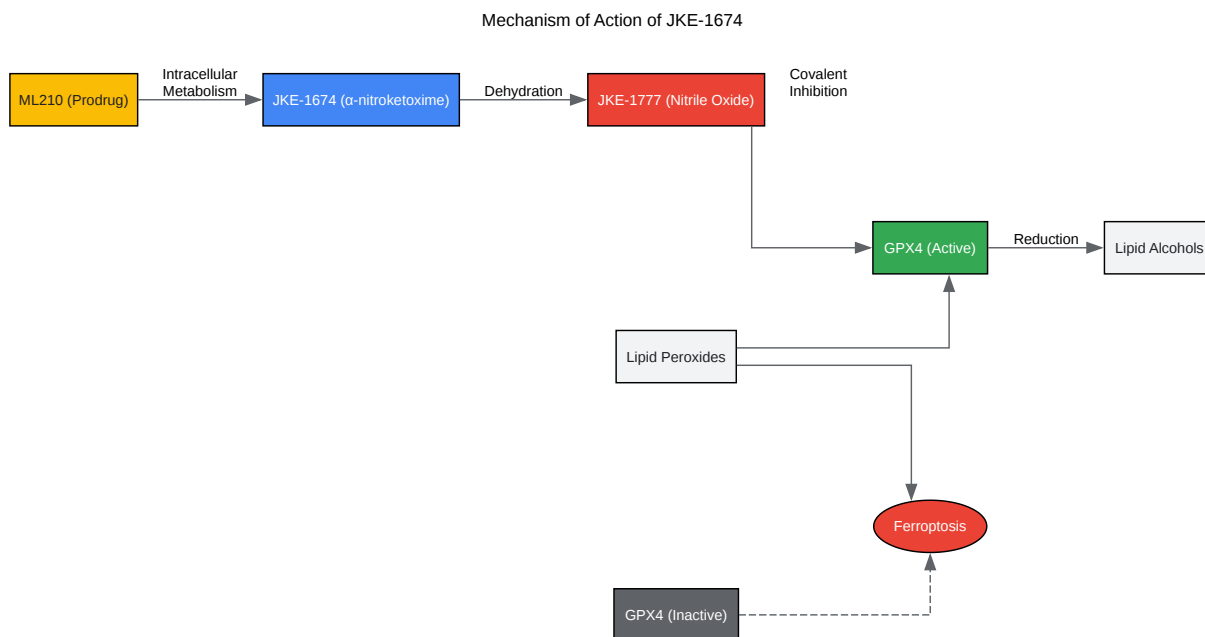 Mechanism of Action of JKE-1674
Intracellular
Metabolism
Covalent
Inhibition
ML210 (Prodrug)
JKE-1674 (α-nitroketoxime)
Dehydration
JKE-1777 (Nitrile Oxide)
GPX4 (Active)
Reduction
Lipid Alcohols
Lipid Peroxides
Ferroptosis
GPX4 (Inactive)